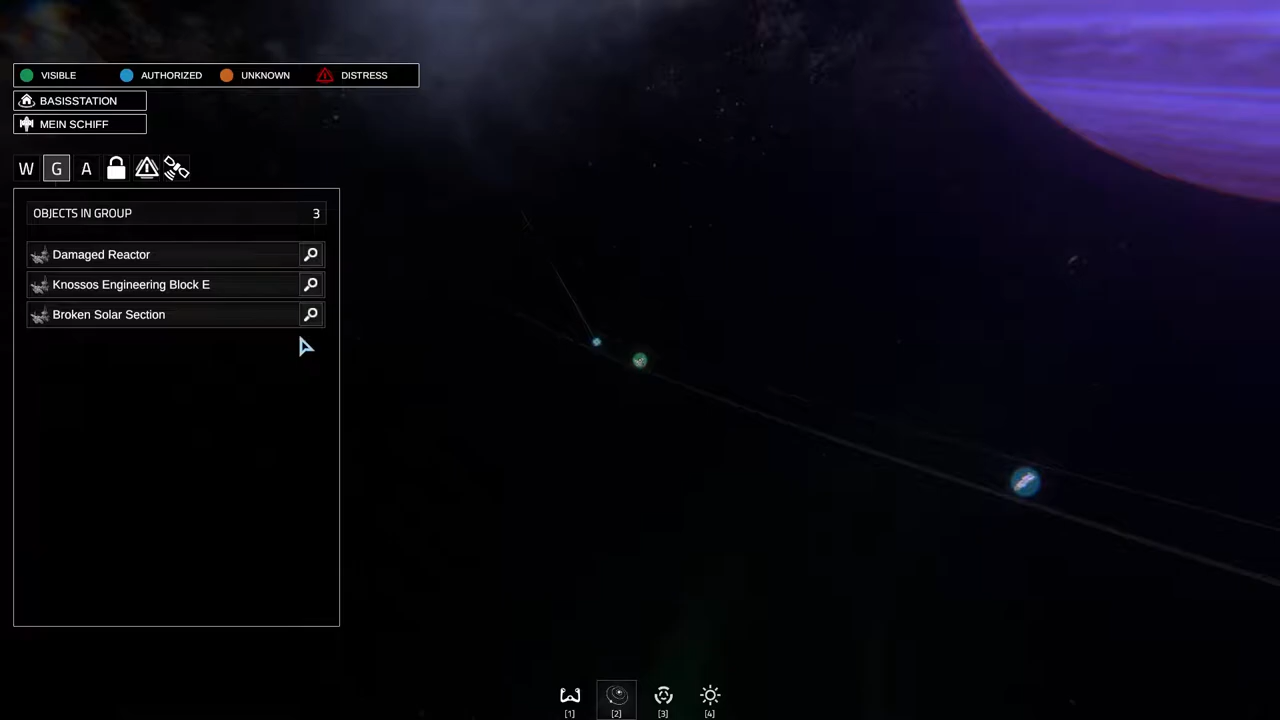 VISIBLE AUTHORIZED UNKNOWN DISTRESS
BASISSTATION
MEIN SCHIFF
W G A
OBJECTS IN GROUP 3
Damaged Reactor
Knossos Engineering Block E
Broken Solar Section
[1] [2] [3] [4]